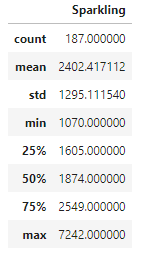 Sparkling
count 187.000000
mean 2402.417112
std 1295.111540
min 1070.000000
25% 1605.000000
50% 1874.000000
75% 2549.000000
max 7242.000000